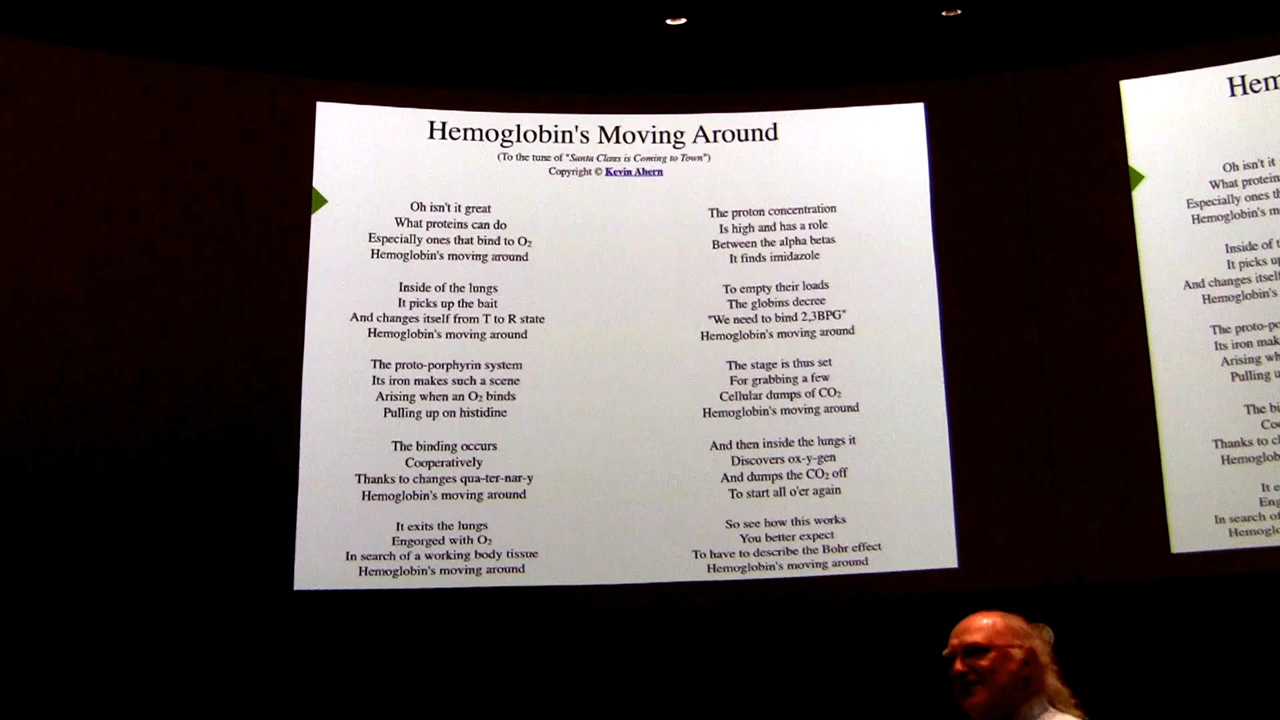 Hemoglobin's Moving Around
(To the tune of "Santa Claus is Coming to Town")
Copyright © Kevin Ahern
Oh isn't it great
What proteins can do
Especially ones that bind to O₂
Hemoglobin's moving around
Inside of the lungs
It picks up the bait
And changes itself from T to R state
Hemoglobin's moving around
The proto-porphyrin system
Its iron makes such a scene
Arising when an O₂ binds
Pulling up on histidine
The binding occurs
Cooperatively
Thanks to changes qua-ter-nar-y
Hemoglobin's moving around
It exits the lungs
Engorged with O₂
In search of a working body tissue
Hemoglobin's moving around
The proton concentration
Is high and has a role
Between the alpha betas
It finds imidazole
To empty their loads
The globins decree
"We need to bind 2,3BPG"
Hemoglobin's moving around
The stage is thus set
For grabbing a few
Cellular dumps of CO₂
Hemoglobin's moving around
And then inside the lungs it
Discovers ox-y-gen
And dumps the CO₂ off
To start all o'er again
So see how this works
You better expect
To have to describe the Bohr effect
Hemoglobin's moving around
Hem
Oh isn't it
What protein
Especially ones th
Hemoglobin's m
Inside of t
It picks up
And changes itself
Hemoglobin's
The proto-po
Its iron mak
Arising wh
Pulling u
The bi
Coo
Thanks to cl
Hemoglob
It e
Eng
In search of
Hemoglo